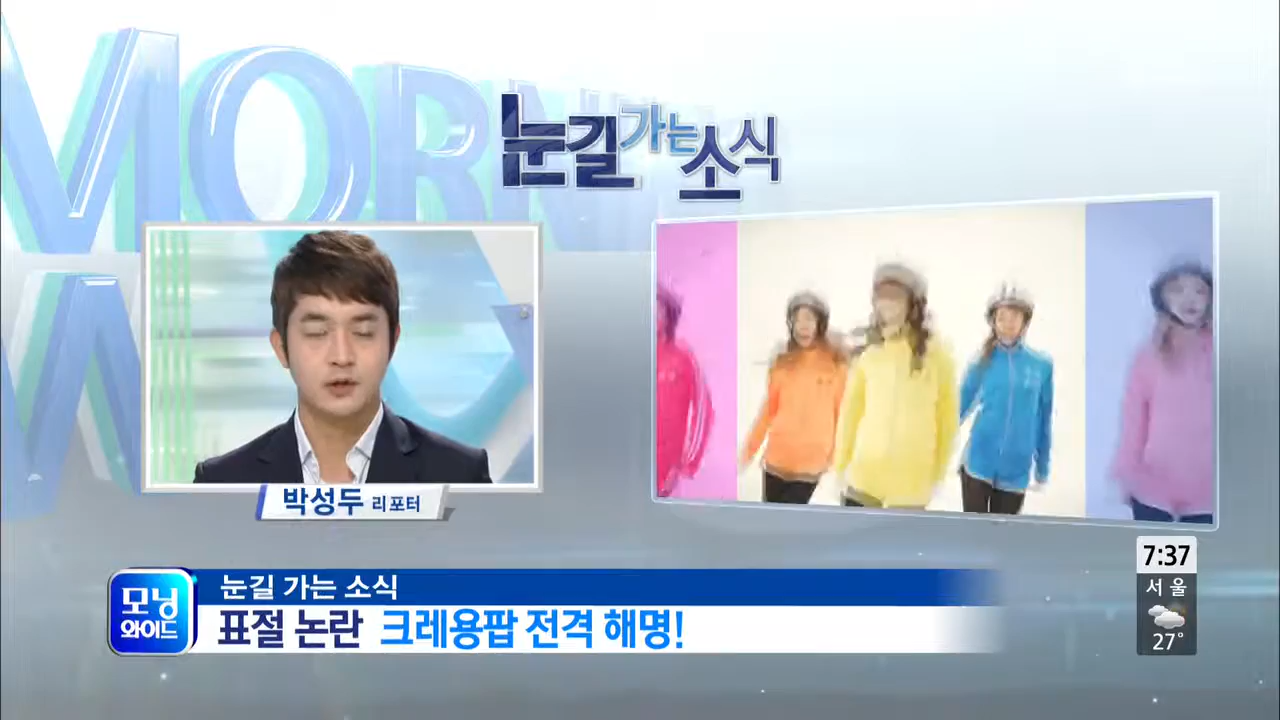 MORN
W
눈길가는소식
박성두 리포터
7:37
서울
27°
모닝
와이드
눈길 가는 소식
표절 논란 크레용팝 전격 해명!